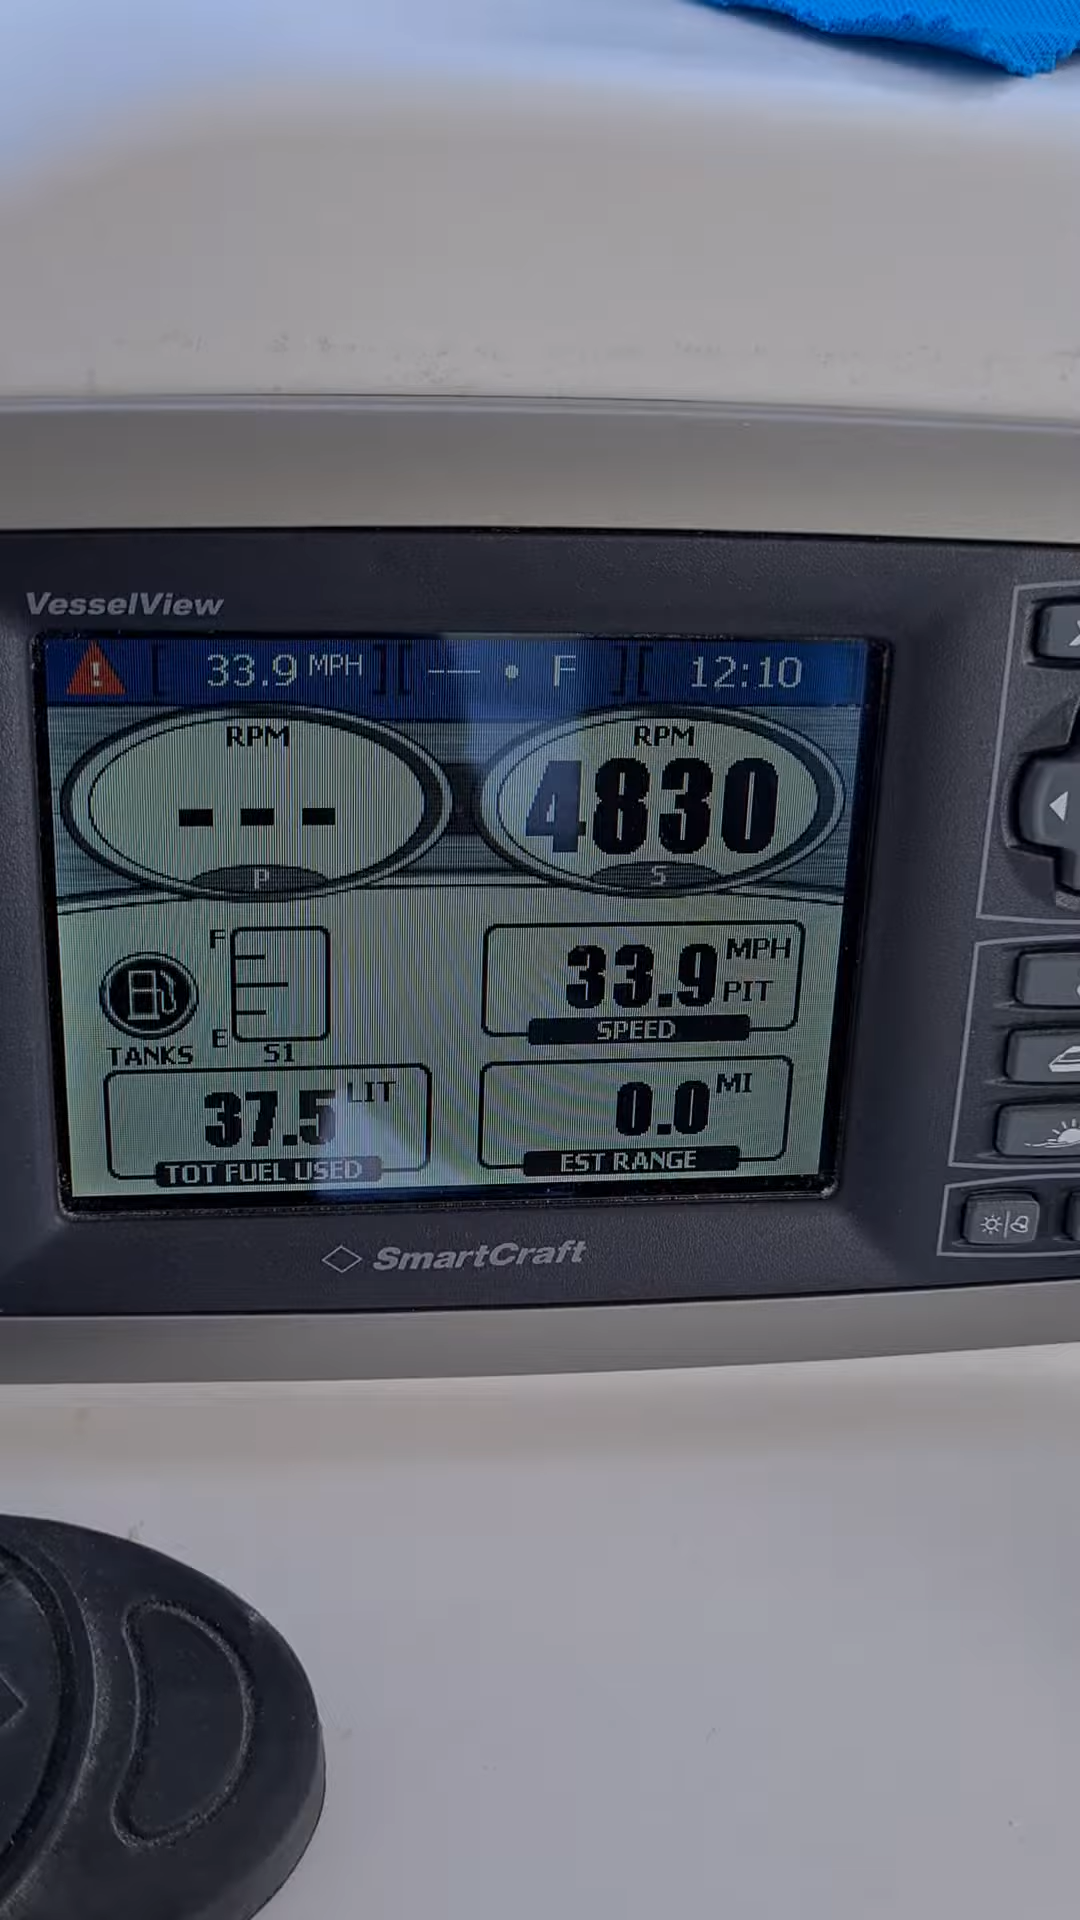 VesselView
33.9 MPH --- • F 12:10
RPM
---
P
RPM
4830
S
F
E
TANKS S1
33.9 MPH
PIT
SPEED
37.5 LIT
TOT FUEL USED
0.0 MI
EST RANGE
SmartCraft